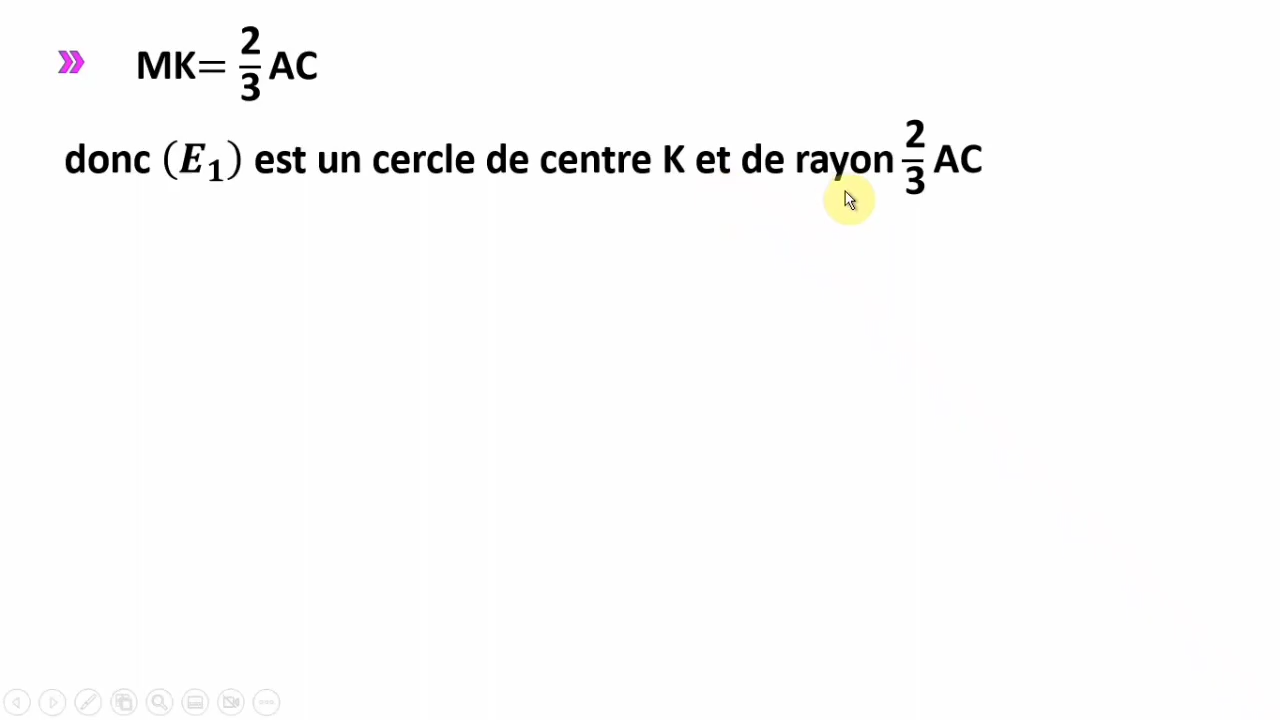 » MK= 2/3 AC
donc (E₁) est un cercle de centre K et de rayon 2/3 AC